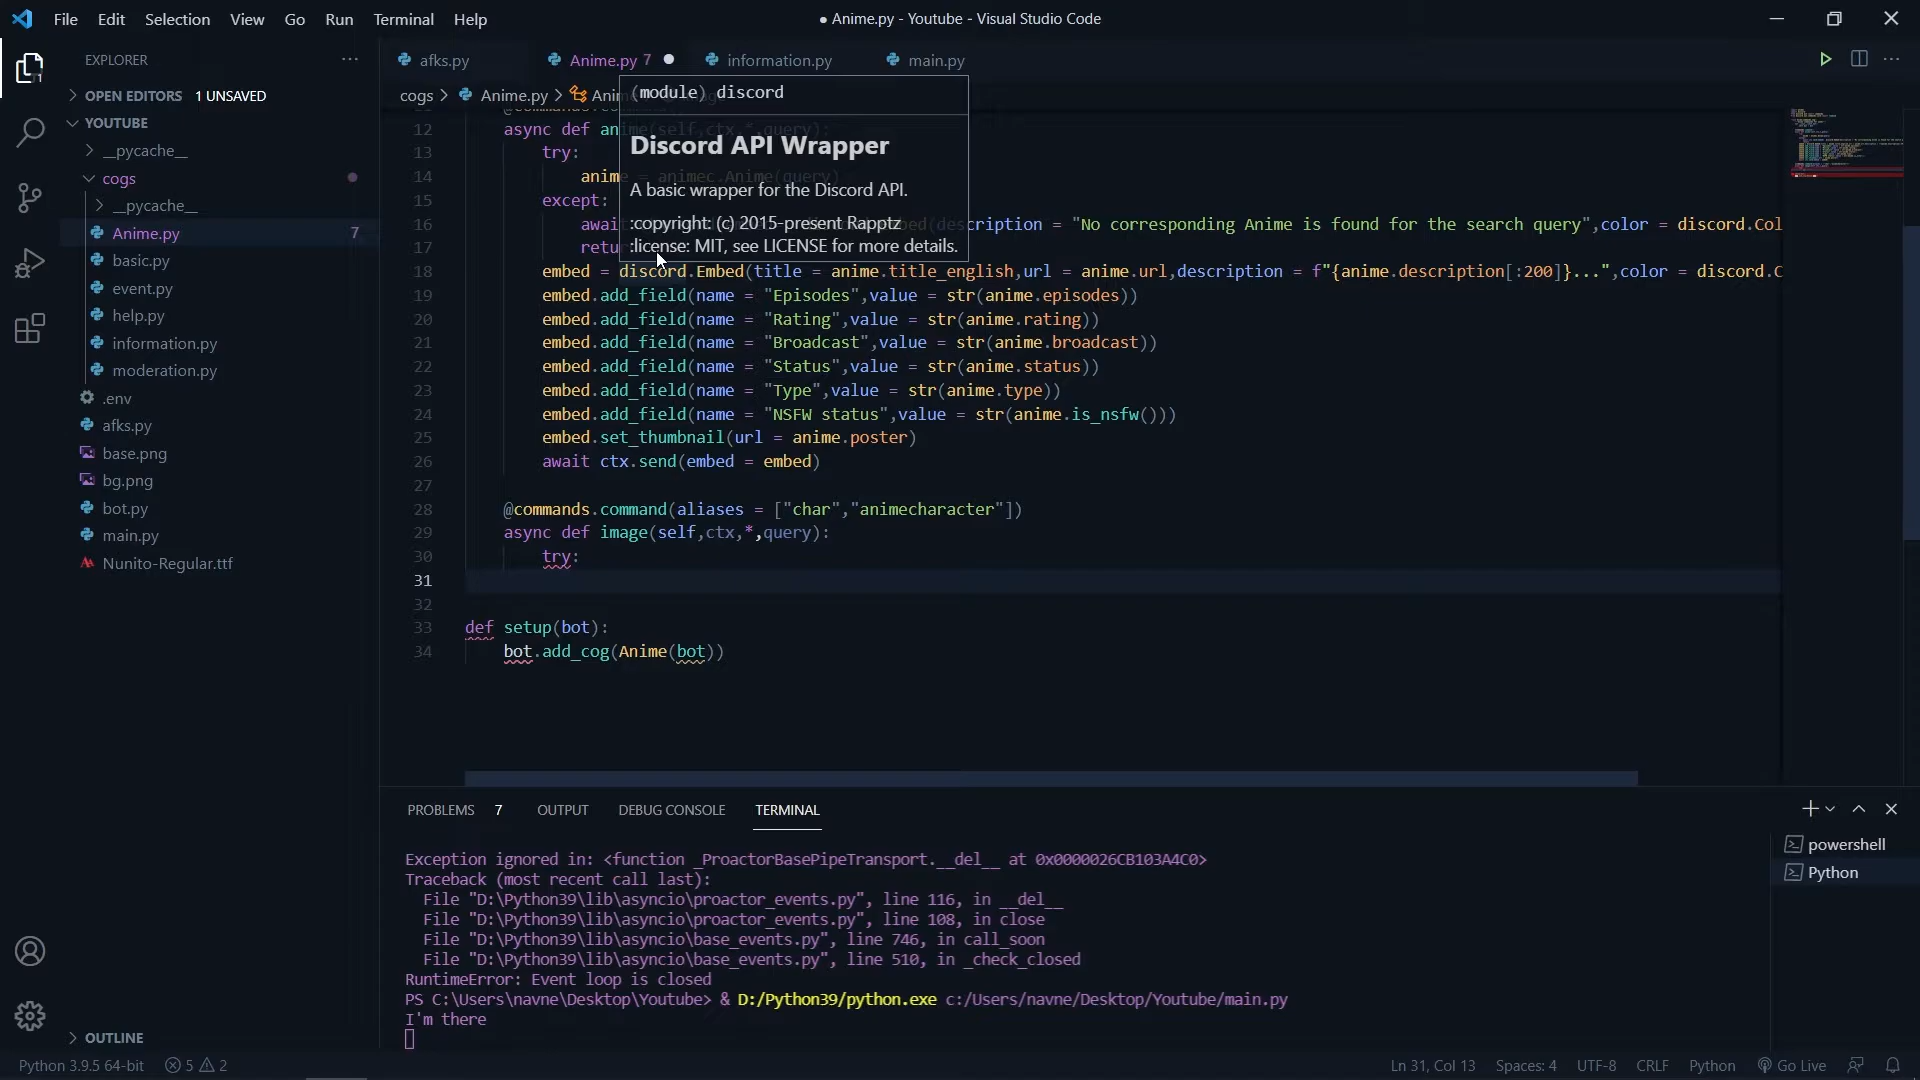 File Edit Selection View Go Run Terminal Help
● Anime.py - Youtube - Visual Studio Code
EXPLORER
OPEN EDITORS 1 UNSAVED
YOUTUBE
__pycache__
cogs
__pycache__
Anime.py 7
basic.py
event.py
help.py
information.py
moderation.py
.env
afks.py
base.png
bg.png
bot.py
main.py
Nunito-Regular.ttf
OUTLINE
afks.py Anime.py 7 information.py main.py
cogs > Anime.py >
(module) discord
Discord API Wrapper
A basic wrapper for the Discord API.
:copyright: (c) 2015-present Rapptz
:license: MIT, see LICENSE for more details.
12 async def anime(self,ctx,*,query):
13 try:
14 anime = animec.Anime(query)
15 except:
16 await description = "No corresponding Anime is found for the search query",color = discord.Col
17 retu
18 embed = discord.Embed(title = anime.title_english,url = anime.url,description = f"{anime.description[:200]}...",color = discord.C
19 embed.add_field(name = "Episodes",value = str(anime.episodes))
20 embed.add_field(name = "Rating",value = str(anime.rating))
21 embed.add_field(name = "Broadcast",value = str(anime.broadcast))
22 embed.add_field(name = "Status",value = str(anime.status))
23 embed.add_field(name = "Type",value = str(anime.type))
24 embed.add_field(name = "NSFW status",value = str(anime.is_nsfw()))
25 embed.set_thumbnail(url = anime.poster)
26 await ctx.send(embed = embed)
27
28 @commands.command(aliases = ["char","animecharacter"])
29 async def image(self,ctx,*,query):
30 try:
31
32
33 def setup(bot):
34 bot.add_cog(Anime(bot))
PROBLEMS 7 OUTPUT DEBUG CONSOLE TERMINAL
powershell
Python
Exception ignored in: <function _ProactorBasePipeTransport.__del__ at 0x0000026CB103A4C0>
Traceback (most recent call last):
File "D:\Python39\lib\asyncio\proactor_events.py", line 116, in __del__
File "D:\Python39\lib\asyncio\proactor_events.py", line 108, in close
File "D:\Python39\lib\asyncio\base_events.py", line 746, in call_soon
File "D:\Python39\lib\asyncio\base_events.py", line 510, in _check_closed
RuntimeError: Event loop is closed
PS C:\Users\navne\Desktop\Youtube> & D:/Python39/python.exe c:/Users/navne/Desktop/Youtube/main.py
I'm there
Python 3.9.5 64-bit 5 2
Ln 31, Col 13 Spaces: 4 UTF-8 CRLF Python Go Live